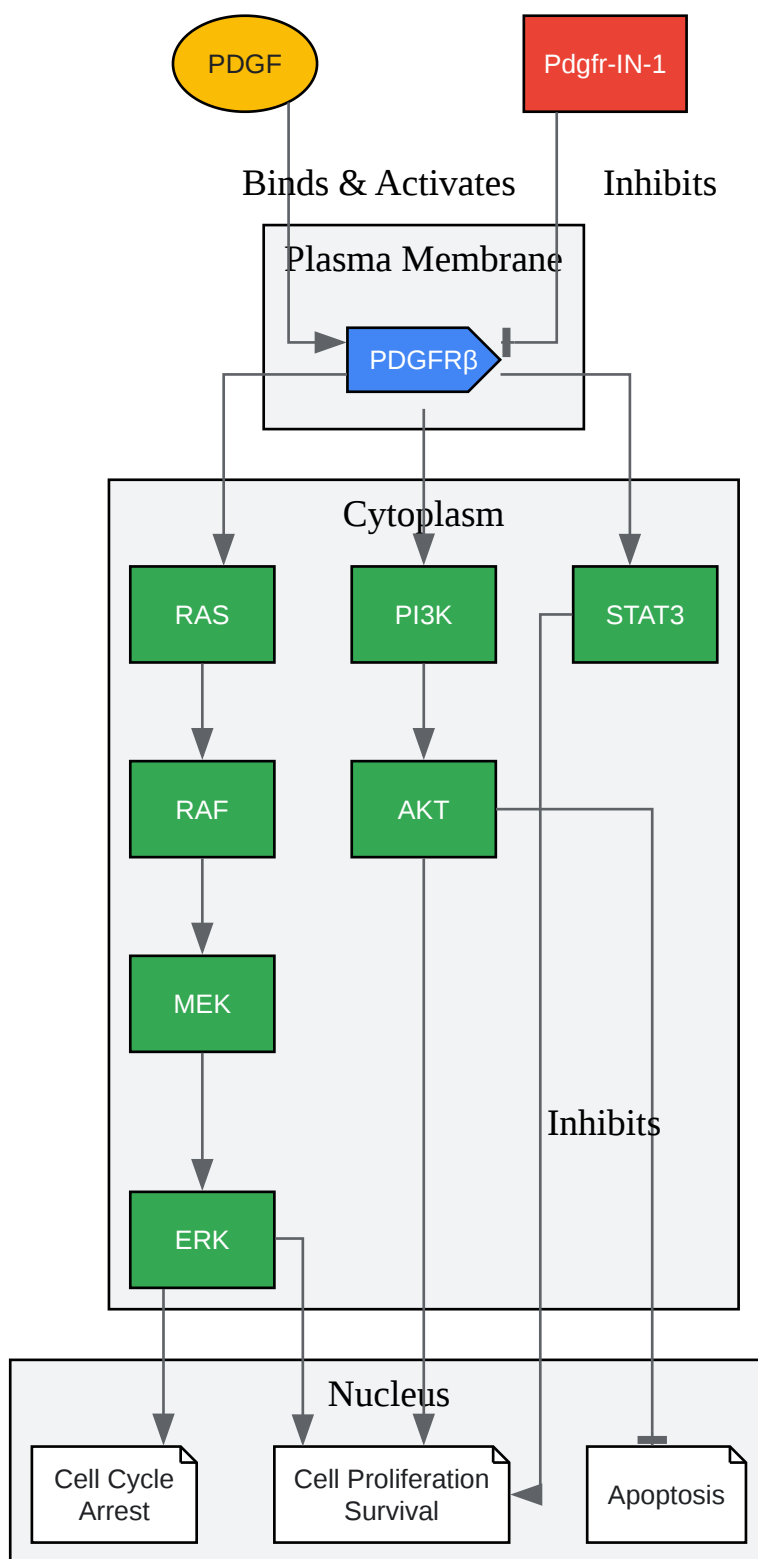 PDGF
Pdgfr-IN-1
Binds & Activates
Inhibits
Plasma Membrane
PDGFRβ
Cytoplasm
RAS
PI3K
STAT3
RAF
AKT
MEK
Inhibits
ERK
Nucleus
Cell Cycle
Arrest
Cell Proliferation
Survival
Apoptosis